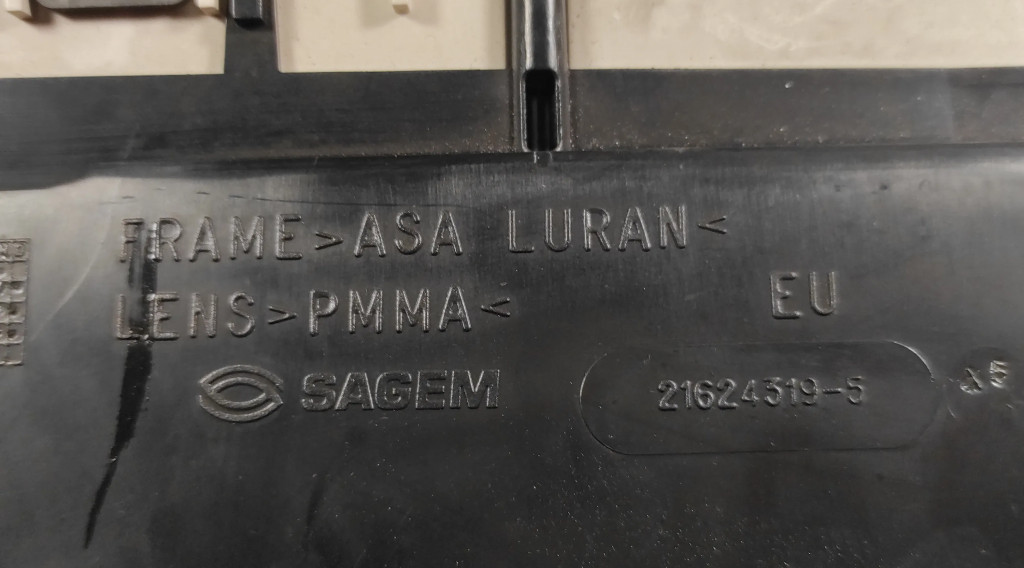 FRAME>ASA LURAN<
LENS>PMMA<
EU
SAGEM
21624319-5